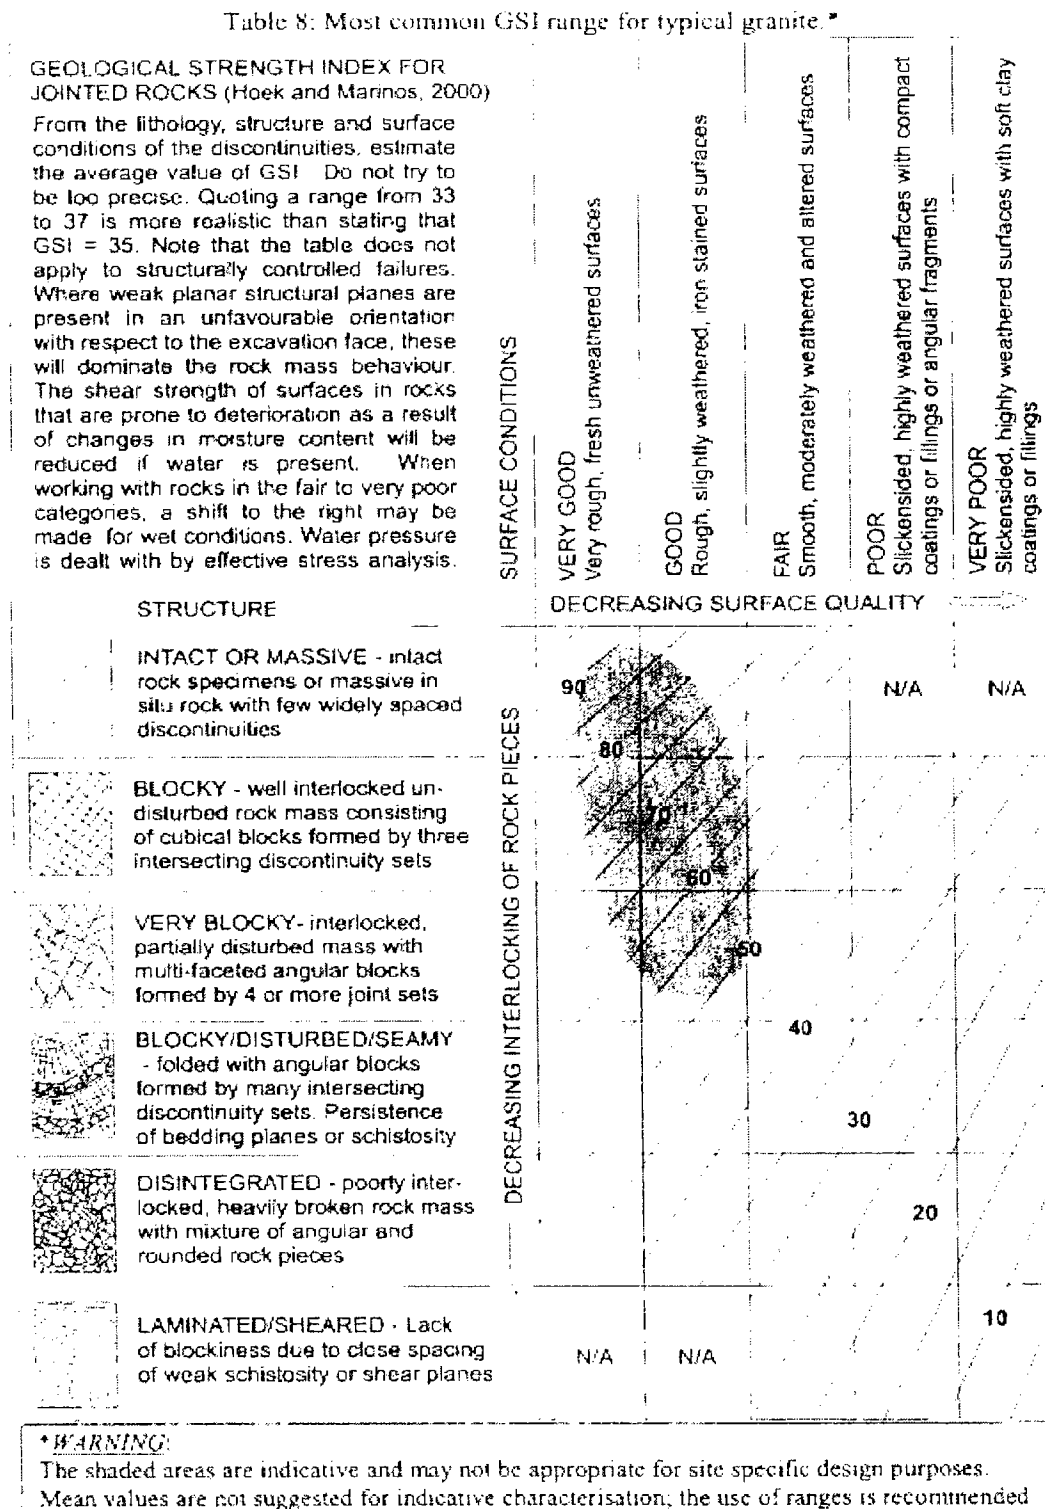 Table 8: Most common GSI range for typical granite.*
GEOLOGICAL STRENGTH INDEX FOR
JOINTED ROCKS (Hoek and Marinos, 2000)
From the lithology, structure and surface
conditions of the discontinuities, estimate
the average value of GSI Do not try to
be too precise. Quoting a range from 33
to 37 is more realistic than stating that
GSI = 35. Note that the table does not
apply to structurally controlled failures.
Where weak planar structural planes are
present in an unfavourable orientation
with respect to the excavation face, these
will dominate the rock mass behaviour.
The shear strength of surfaces in rocks
that are prone to deterioration as a result
of changes in moisture content will be
reduced if water is present. When
working with rocks in the fair to very poor
categories, a shift to the right may be
made for wet conditions. Water pressure
is dealt with by effective stress analysis.
SURFACE CONDITIONS
VERY GOOD
Very rough, fresh unweathered surfaces
GOOD
Rough, slightly weathered, iron stained surfaces
FAIR
Smooth, moderately weathered and altered surfaces
POOR
Slickensided, highly weathered surfaces with compact
coatings or fillings or angular fragments
VERY POOR
Slickensided, highly weathered surfaces with soft clay
coatings or fillings
STRUCTURE
DECREASING SURFACE QUALITY
DECREASING INTERLOCKING OF ROCK PIECES
INTACT OR MASSIVE - intact
rock specimens or massive in
situ rock with few widely spaced
discontinuities
90
N/A
N/A
80
BLOCKY - well interlocked un-
disturbed rock mass consisting
of cubical blocks formed by three
intersecting discontinuity sets
70
60
VERY BLOCKY- interlocked,
partially disturbed mass with
multi-faceted angular blocks
formed by 4 or more joint sets
50
40
BLOCKY/DISTURBED/SEAMY
- folded with angular blocks
formed by many intersecting
discontinuity sets. Persistence
of bedding planes or schistosity
30
DISINTEGRATED - poorly inter-
locked, heavily broken rock mass
with mixture of angular and
rounded rock pieces
20
LAMINATED/SHEARED - Lack
of blockiness due to close spacing
of weak schistosity or shear planes
N/A
N/A
10
*WARNING:
The shaded areas are indicative and may not be appropriate for site specific design purposes.
Mean values are not suggested for indicative characterisation; the use of ranges is recommended